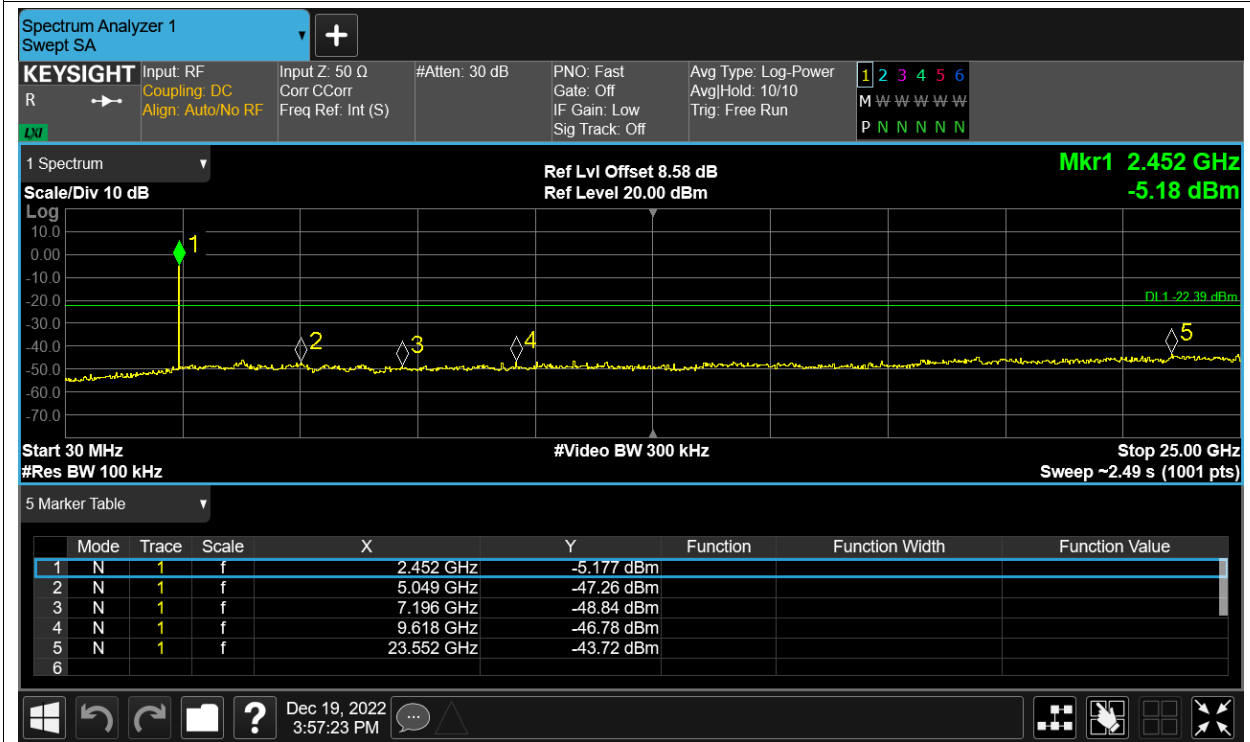 Spectrum Analyzer 1
Swept SA
+
KEYSIGHT
R
LXI
Input: RF
Coupling: DC
Align: Auto/No RF
Input Z: 50 Ω
Corr CCorr
Freq Ref: Int (S)
#Atten: 30 dB
PNO: Fast
Gate: Off
IF Gain: Low
Sig Track: Off
Avg Type: Log-Power
Avg|Hold: 10/10
Trig: Free Run
1 2 3 4 5 6
M W W W W W
P N N N N N
1 Spectrum
Scale/Div 10 dB
Ref Lvl Offset 8.58 dB
Ref Level 20.00 dBm
Mkr1 2.452 GHz
-5.18 dBm
Log
10.0
0.00
-10.0
-20.0
-30.0
-40.0
-50.0
-60.0
-70.0
1
2
3
4
5
DL1 -22.39 dBm
Start 30 MHz
#Video BW 300 kHz
Stop 25.00 GHz
#Res BW 100 kHz
Sweep ~2.49 s (1001 pts)
5 Marker Table
Mode Trace Scale X Y Function Function Width Function Value
1 N 1 f 2.452 GHz -5.177 dBm
2 N 1 f 5.049 GHz -47.26 dBm
3 N 1 f 7.196 GHz -48.84 dBm
4 N 1 f 9.618 GHz -46.78 dBm
5 N 1 f 23.552 GHz -43.72 dBm
6
?
Dec 19, 2022
3:57:23 PM